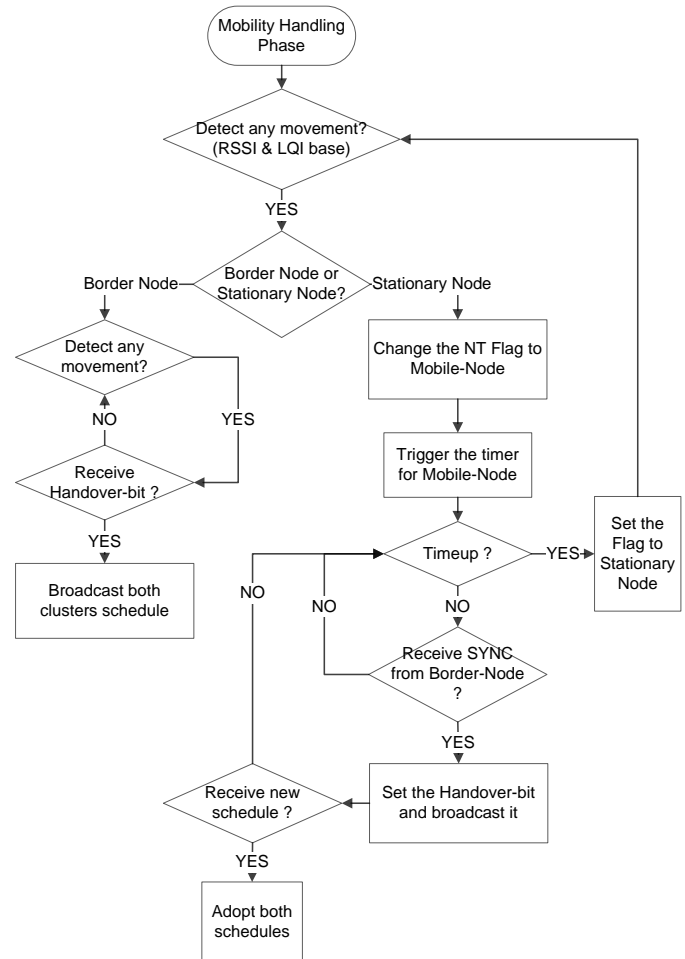 Mobility Handling
Phase
Detect any movement?
(RSSI & LQI base)
YES
Border Node or
Stationary Node?
Border Node
Stationary Node
Detect any
movement?
Change the NT Flag to
Mobile-Node
NO
YES
Trigger the timer
for Mobile-Node
Receive
Handover-bit ?
YES
Broadcast both
clusters schedule
Timeup ?
YES
Set the
Flag to
Stationary
Node
NO
NO
NO
Receive SYNC
from Border-Node
?
YES
Set the Handover-bit
and broadcast it
Receive new
schedule ?
YES
Adopt both
schedules